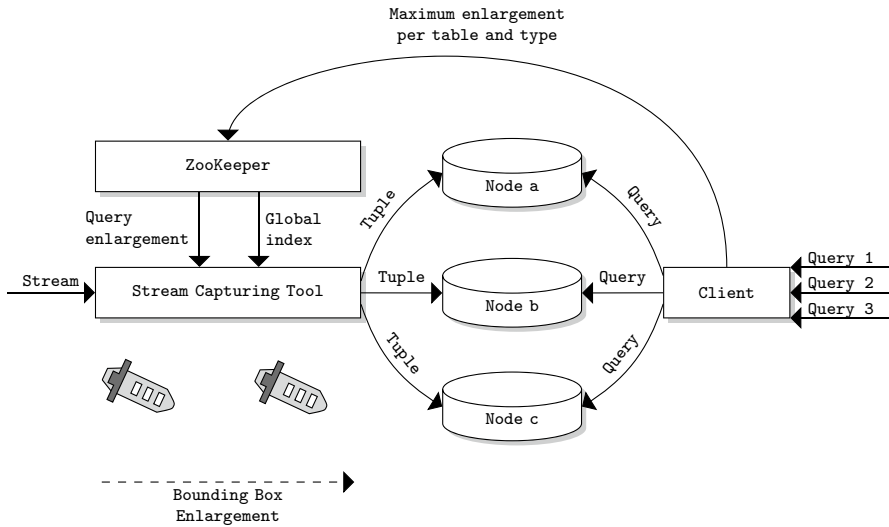 Maximum enlargement
per table and type
ZooKeeper
Node a
Tuple
Query
Query
enlargement
Global
index
Stream
Stream Capturing Tool
Tuple
Node b
Query
Client
Query 1
Query 2
Query 3
Tuple
Query
Node c
Bounding Box
Enlargement